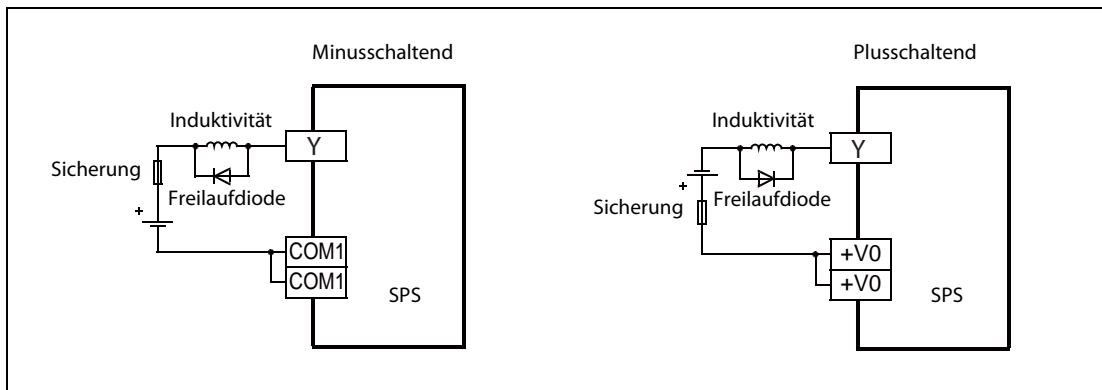 Minusschaltend
Induktivität
Y
Sicherung
Freilaufdiode
+
COM1
COM1
SPS
Plusschaltend
Induktivität
Y
+
Sicherung
Freilaufdiode
+V0
+V0
SPS